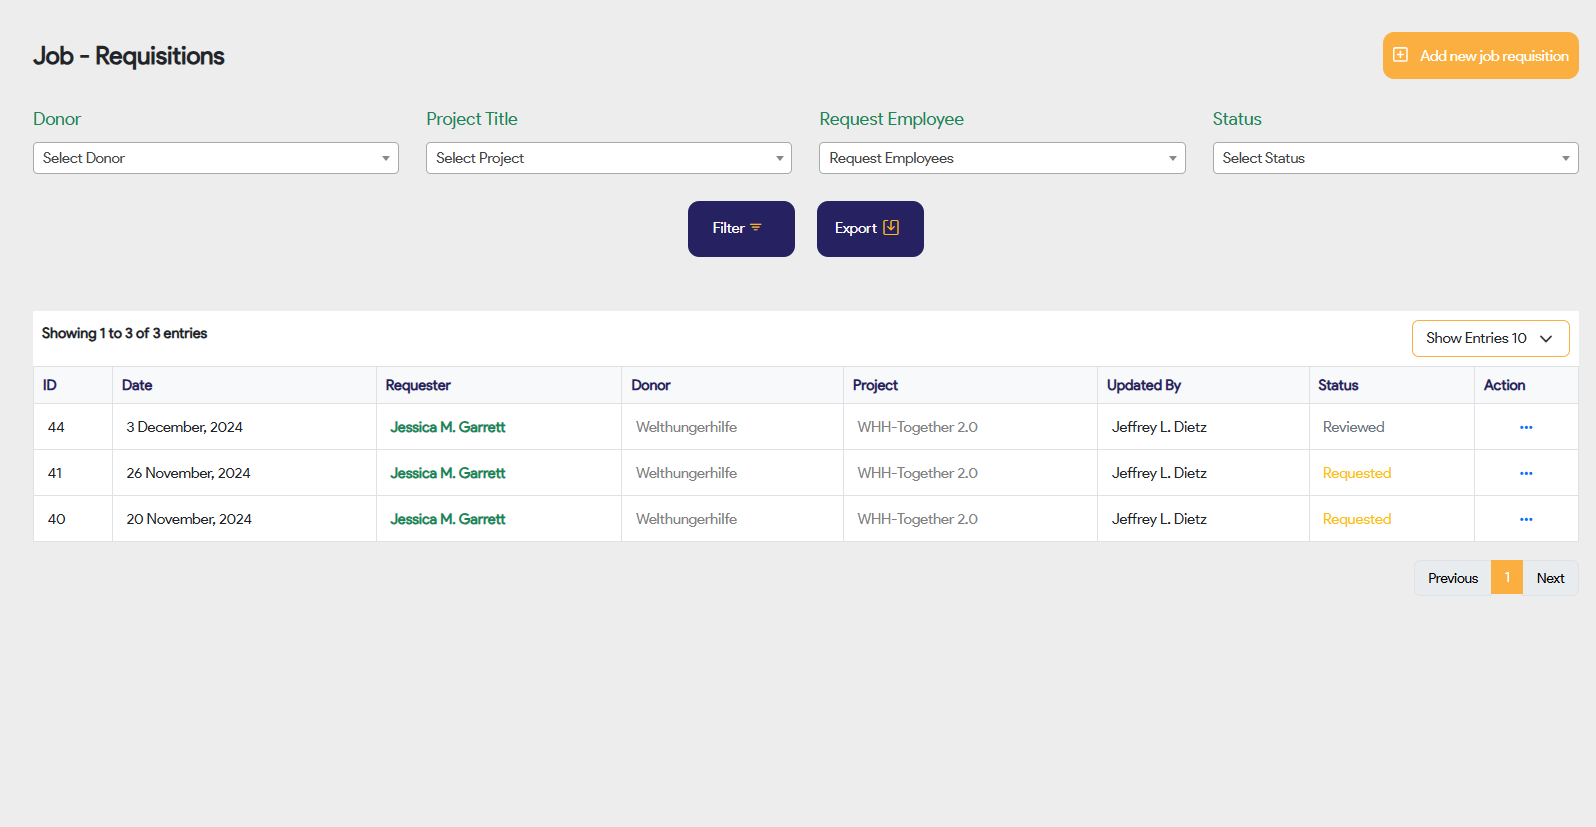 Job - Requisitions
Add new job requisition
Donor Project Title Request Employee Status
Select Donor Select Project Request Employees Select Status
Filter Export
Showing 1 to 3 of 3 entries
Show Entries 10
ID Date Requester Donor Project Updated By Status Action
44 3 December, 2024 Jessica M. Garrett Welthungerhilfe WHH-Together 2.0 Jeffrey L. Dietz Reviewed ...
41 26 November, 2024 Jessica M. Garrett Welthungerhilfe WHH-Together 2.0 Jeffrey L. Dietz Requested ...
40 20 November, 2024 Jessica M. Garrett Welthungerhilfe WHH-Together 2.0 Jeffrey L. Dietz Requested ...
Previous 1 Next